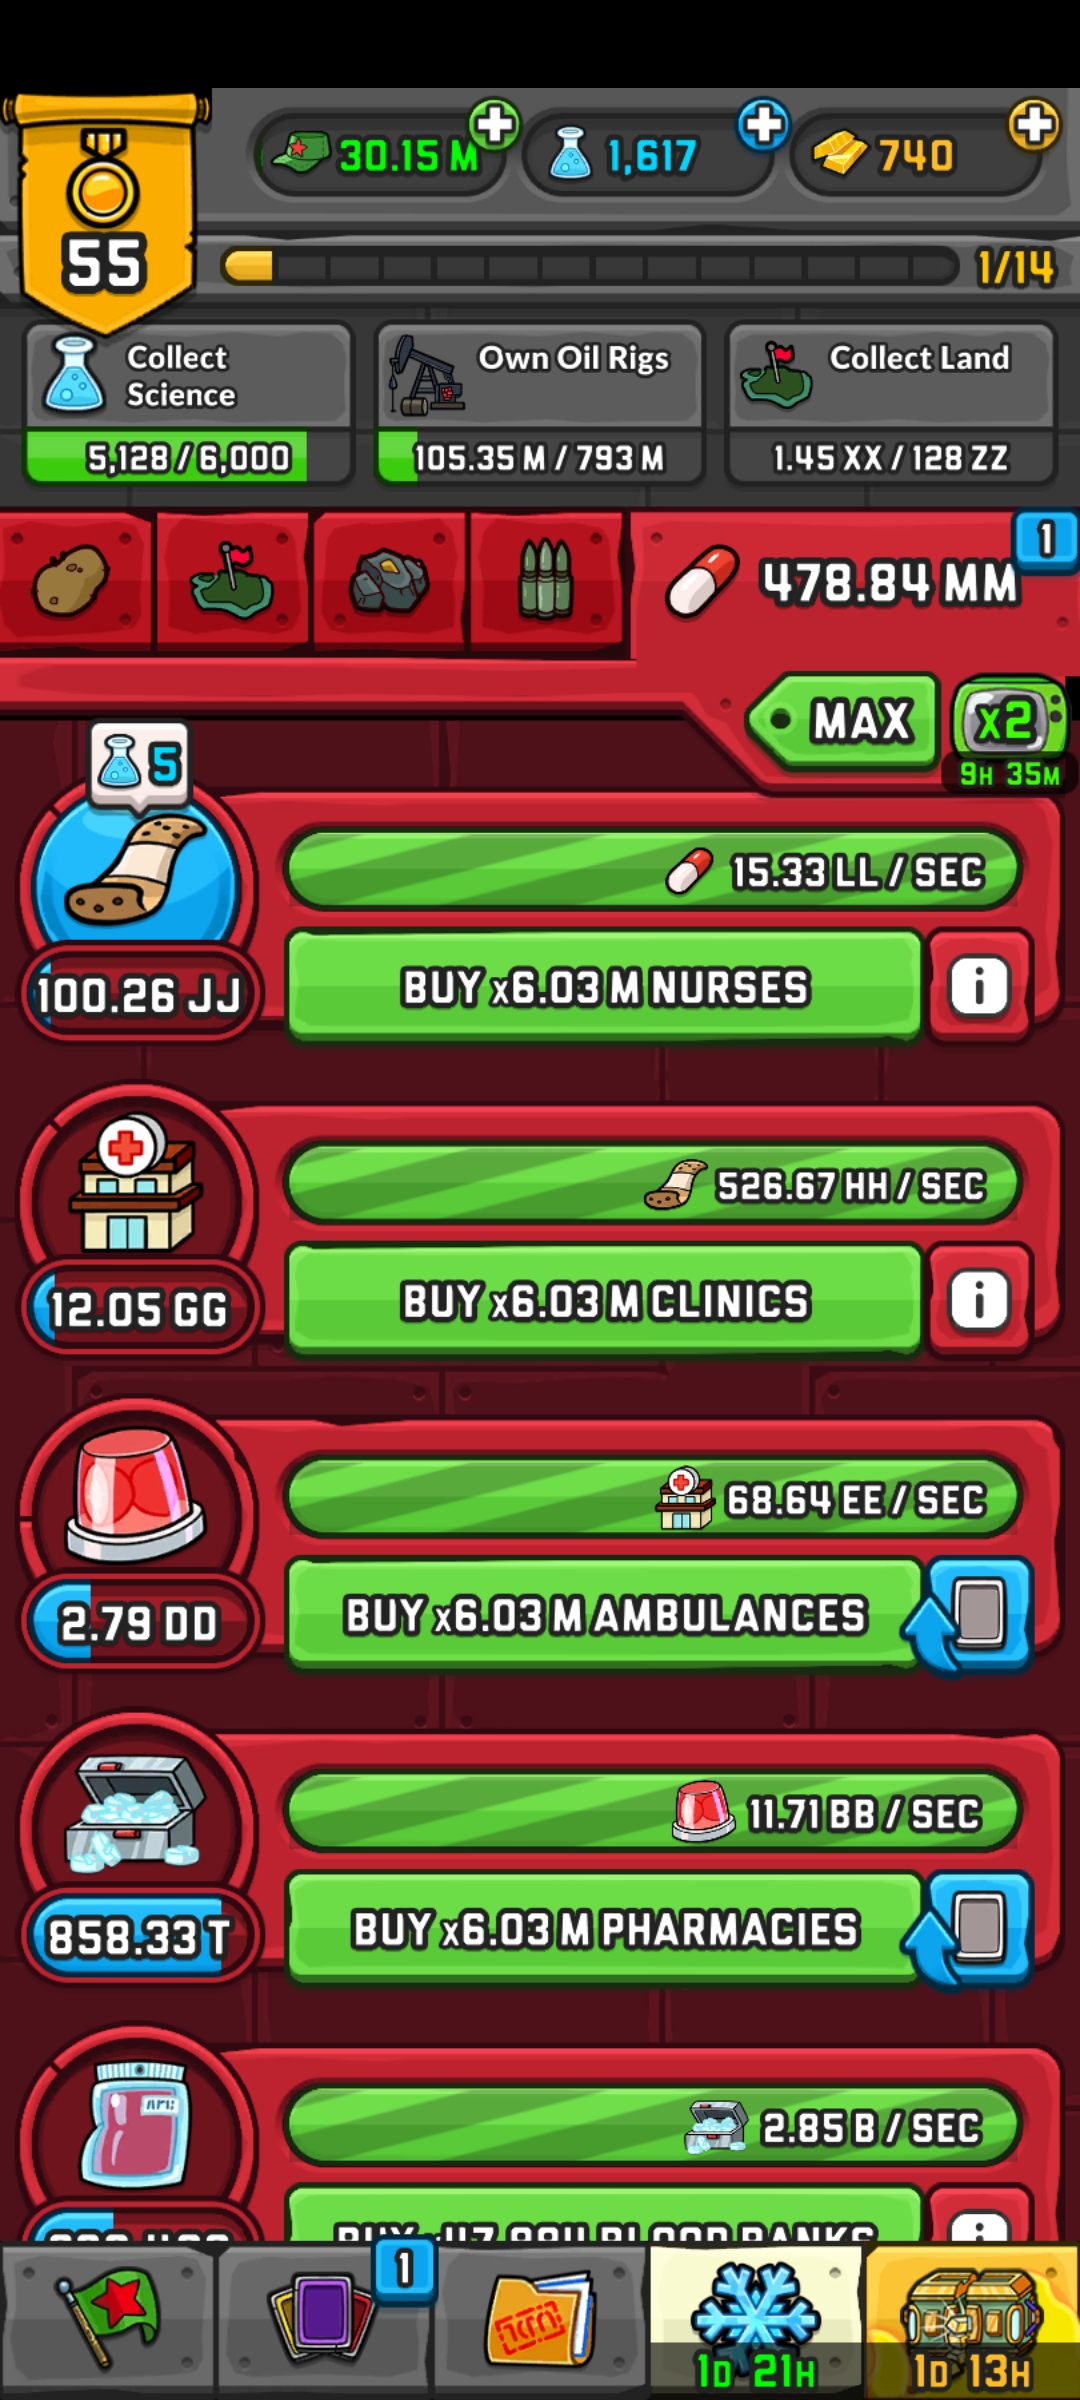 30.15 M
1,617
740
55
1/14
Collect
Science
5,128 / 6,000
Own Oil Rigs
105.35 M / 793 M
Collect Land
1.45 XX / 128 ZZ
1
478.84 MM
MAX
x2
9H 35M
5
15.33 LL / SEC
100.26 JJ
BUY x6.03 M NURSES
i
526.67 HH / SEC
12.05 GG
BUY x6.03 M CLINICS
i
68.64 EE / SEC
2.79 DD
BUY x6.03 M AMBULANCES
11.71 BB / SEC
858.33 T
BUY x6.03 M PHARMACIES
2.85 B / SEC
BLOOD BANKS
1
1D 21H
1D 13H